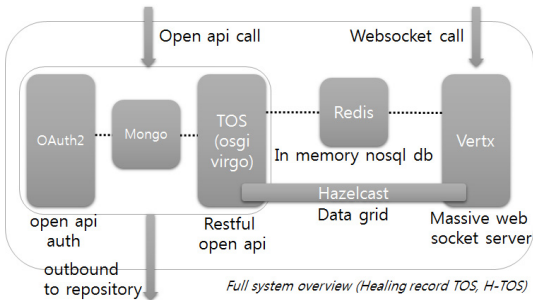 Open api call
Websocket call
OAuth2
Mongo
TOS
(osgi
virgo)
Redis
Vertx
In memory nosql db
Hazelcast
Data grid
open api
auth
Restful
open api
Massive web
socket server
outbound
to repository
Full system overview (Healing record TOS, H-TOS)